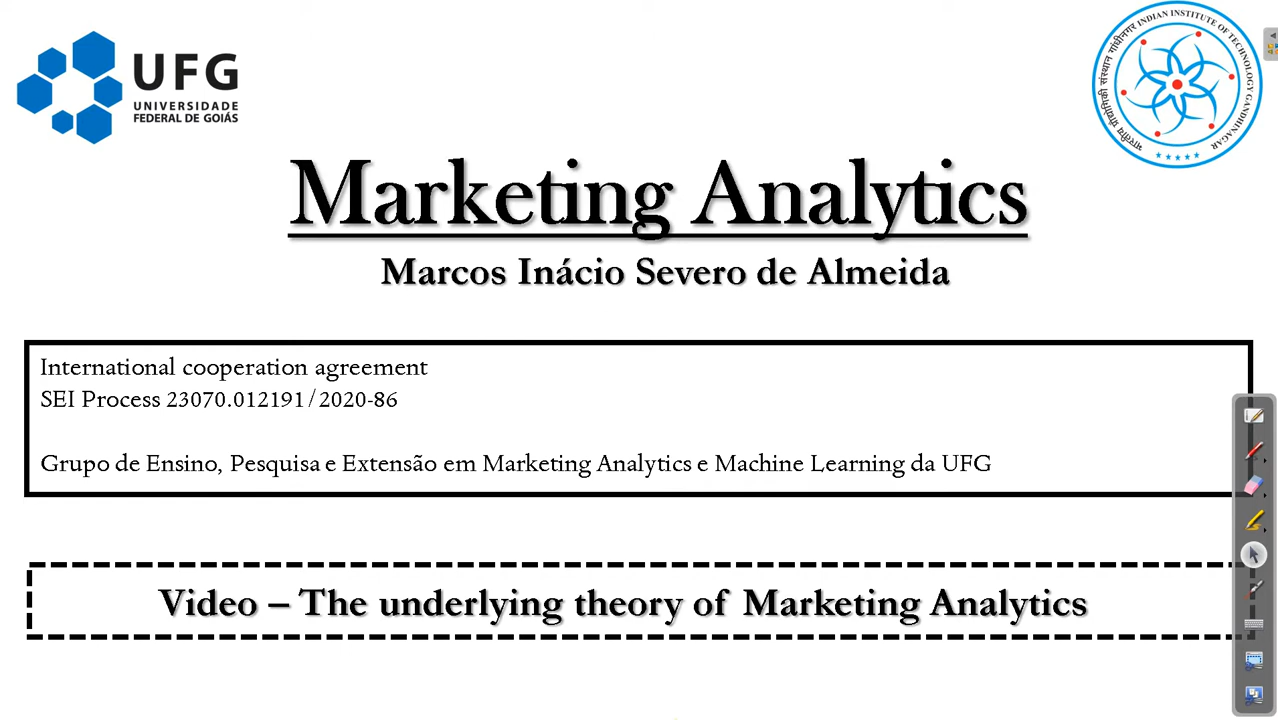 UFG
UNIVERSIDADE
FEDERAL DE GOIÁS
भारतीय प्रौद्योगिकी संस्थान गांधीनगर INDIAN INSTITUTE OF TECHNOLOGY GANDHINAGAR
Marketing Analytics
Marcos Inácio Severo de Almeida
International cooperation agreement
SEI Process 23070.012191/2020-86
Grupo de Ensino, Pesquisa e Extensão em Marketing Analytics e Machine Learning da UFG
Video – The underlying theory of Marketing Analytics